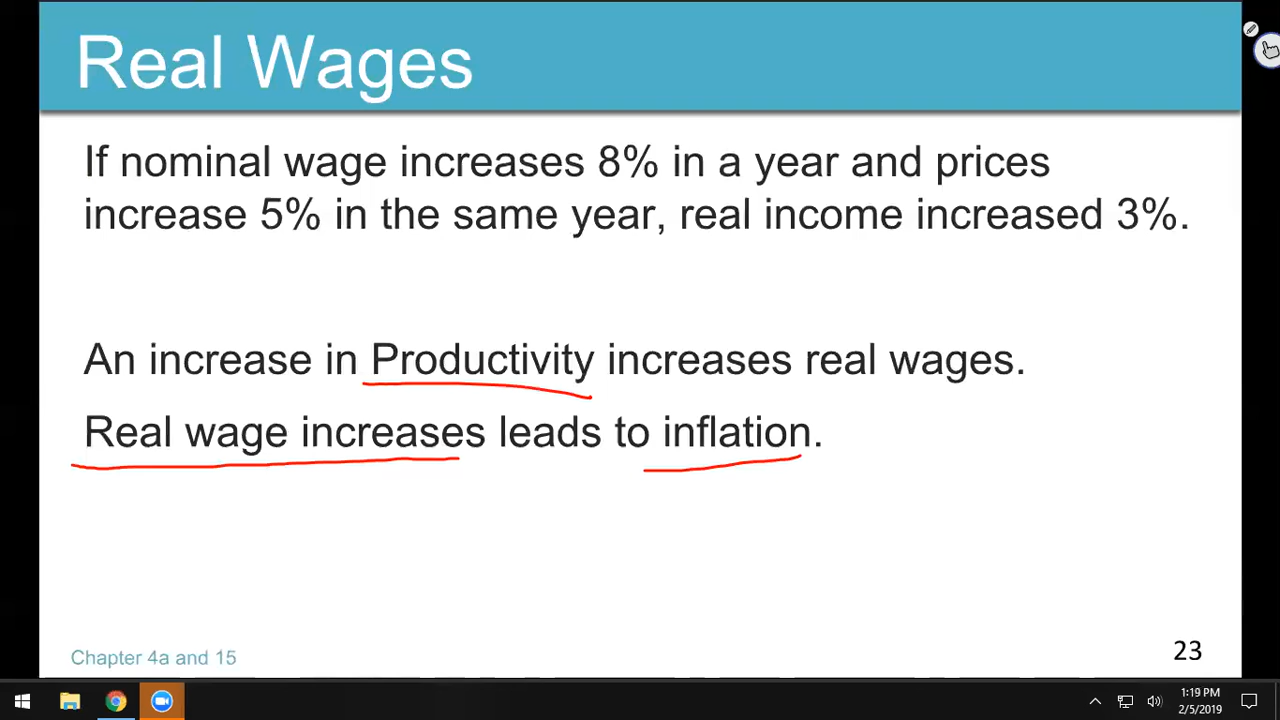 Real Wages
If nominal wage increases 8% in a year and prices
increase 5% in the same year, real income increased 3%.
An increase in Productivity increases real wages.
Real wage increases leads to inflation.
Chapter 4a and 15
23
1:19 PM
2/5/2019